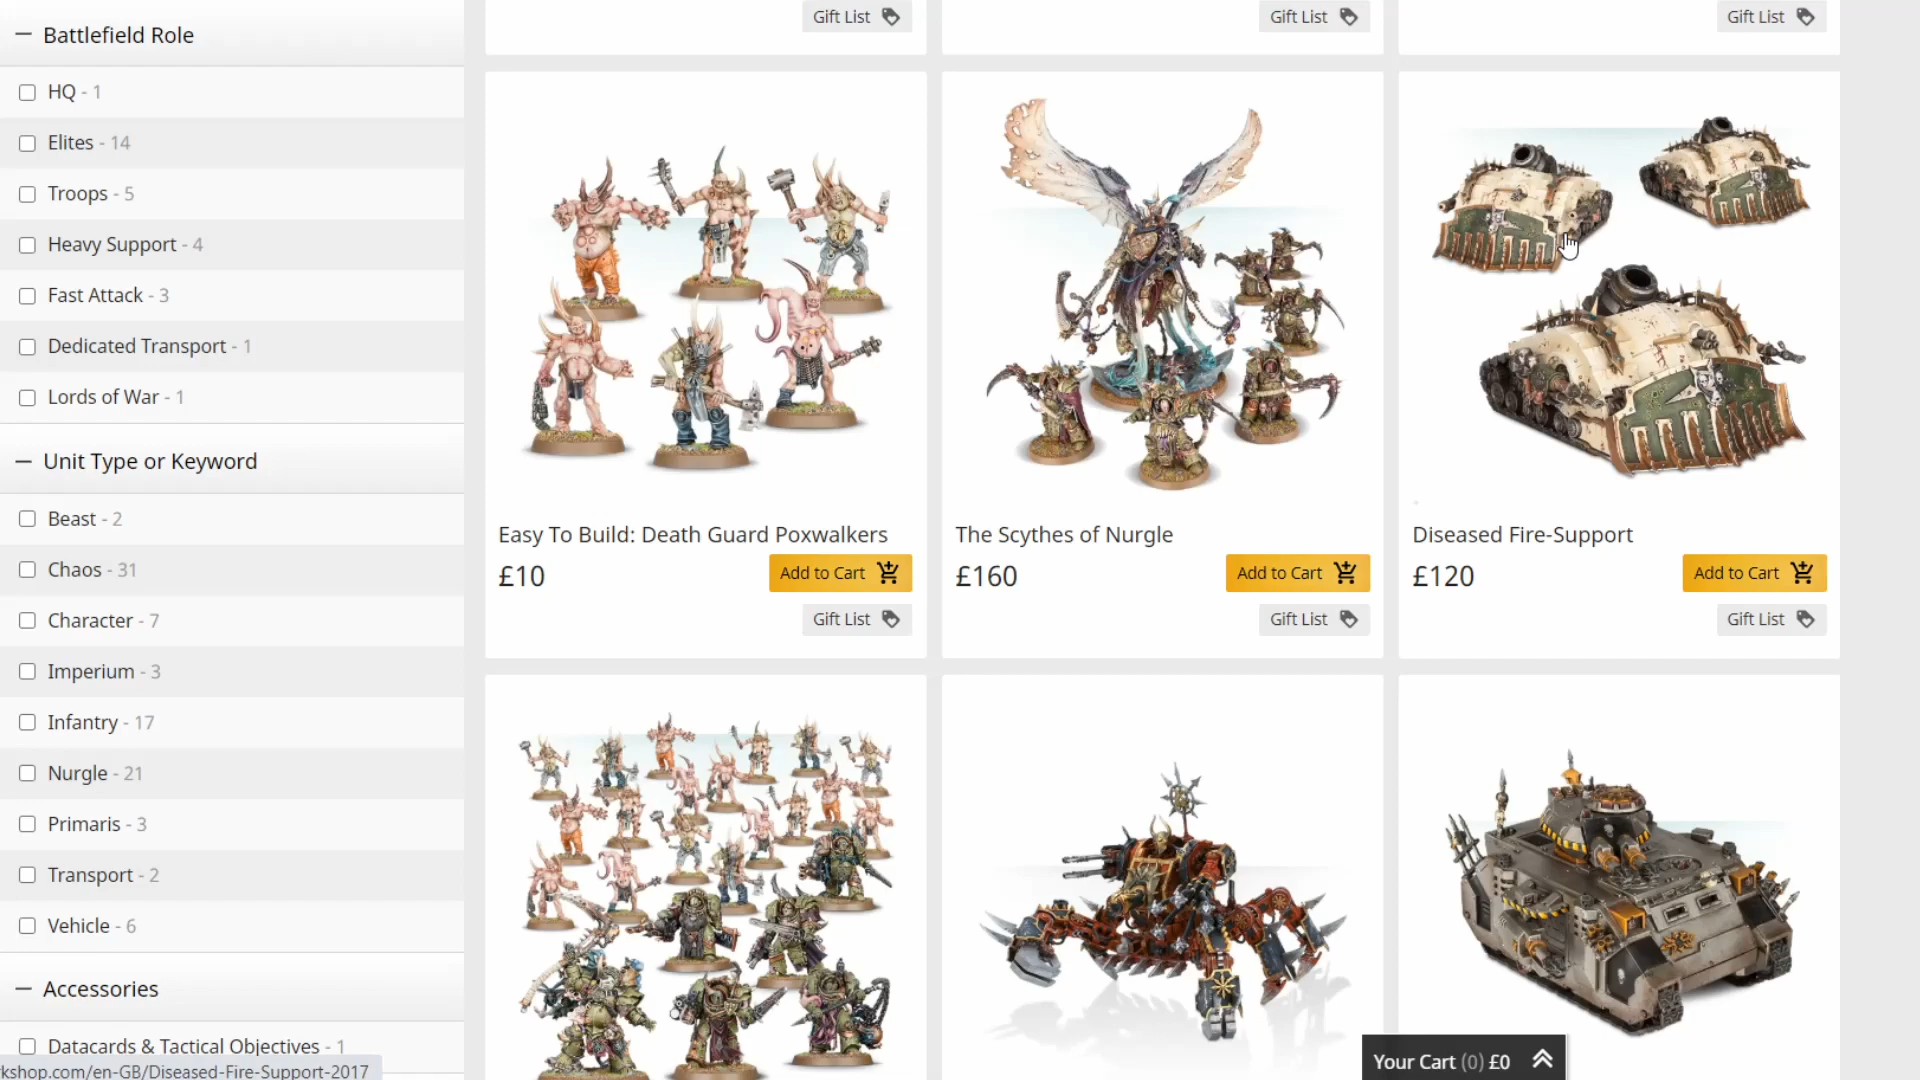 Battlefield Role
HQ - 1
Elites - 14
Troops - 5
Heavy Support - 4
Fast Attack - 3
Dedicated Transport - 1
Lords of War - 1
Unit Type or Keyword
Beast - 2
Chaos - 31
Character - 7
Imperium - 3
Infantry - 17
Nurgle - 21
Primaris - 3
Transport - 2
Vehicle - 6
Accessories
Datacards & Tactical Objectives - 1
kshop.com/en-GB/Diseased-Fire-Support-2017
Gift List
Gift List
Gift List
Easy To Build: Death Guard Poxwalkers
£10
Add to Cart
Gift List
The Scythes of Nurgle
£160
Add to Cart
Gift List
Diseased Fire-Support
£120
Add to Cart
Gift List
Your Cart (0) £0